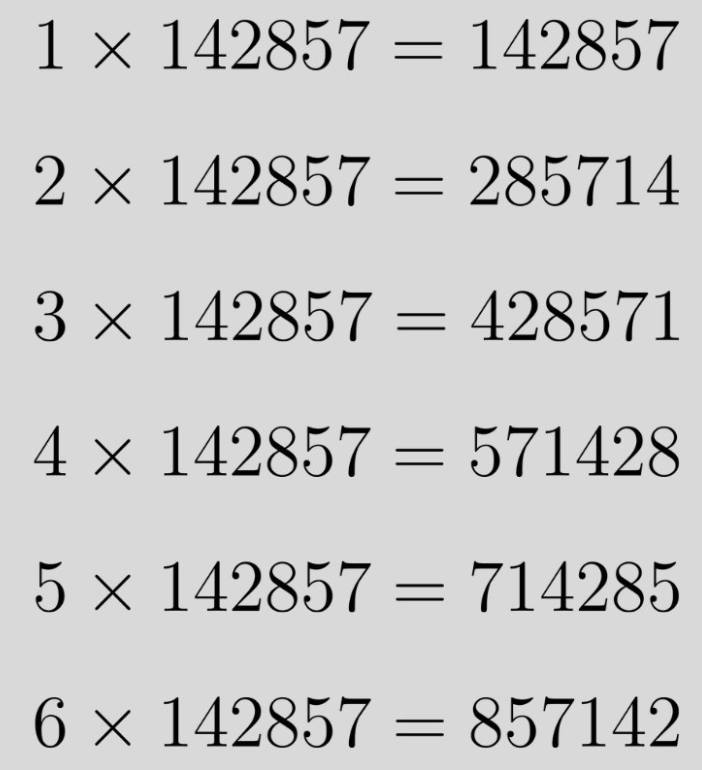 1 × 142857 = 142857
2 × 142857 = 285714
3 × 142857 = 428571
4 × 142857 = 571428
5 × 142857 = 714285
6 × 142857 = 857142